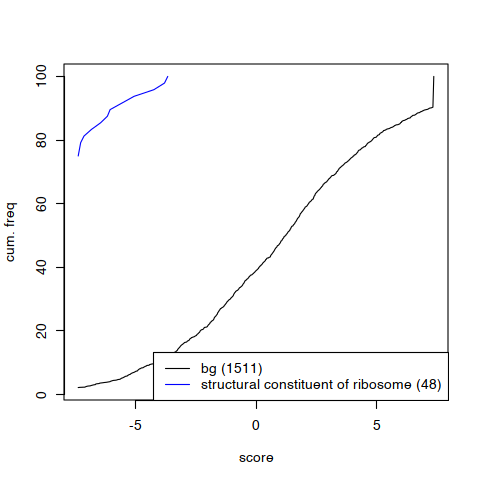 100
80
60
40
20
0
cum. freq
bg (1511)
structural constituent of ribosome (48)
-5 0 5
score